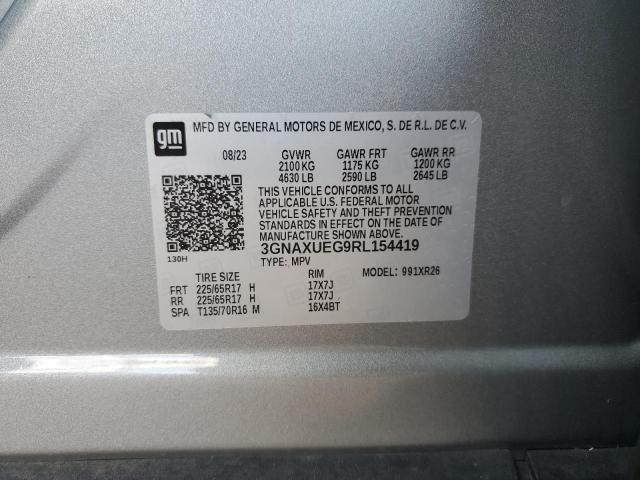 gm
MFD BY GENERAL MOTORS DE MEXICO, S. DE R.L. DE C.V.
08/23 GVWR GAWR FRT GAWR RR
2100 KG 1175 KG 1200 KG
4630 LB 2590 LB 2645 LB
THIS VEHICLE CONFORMS TO ALL
APPLICABLE U.S. FEDERAL MOTOR
VEHICLE SAFETY AND THEFT PREVENTION
STANDARDS IN EFFECT ON THE DATE OF
MANUFACTURE SHOWN ABOVE.
3GNAXUEG9RL154419
130H
TYPE: MPV
MODEL: 991XR26
TIRE SIZE RIM
FRT 225/65R17 H 17X7J
RR 225/65R17 H 17X7J
SPA T135/70R16 M 16X4BT